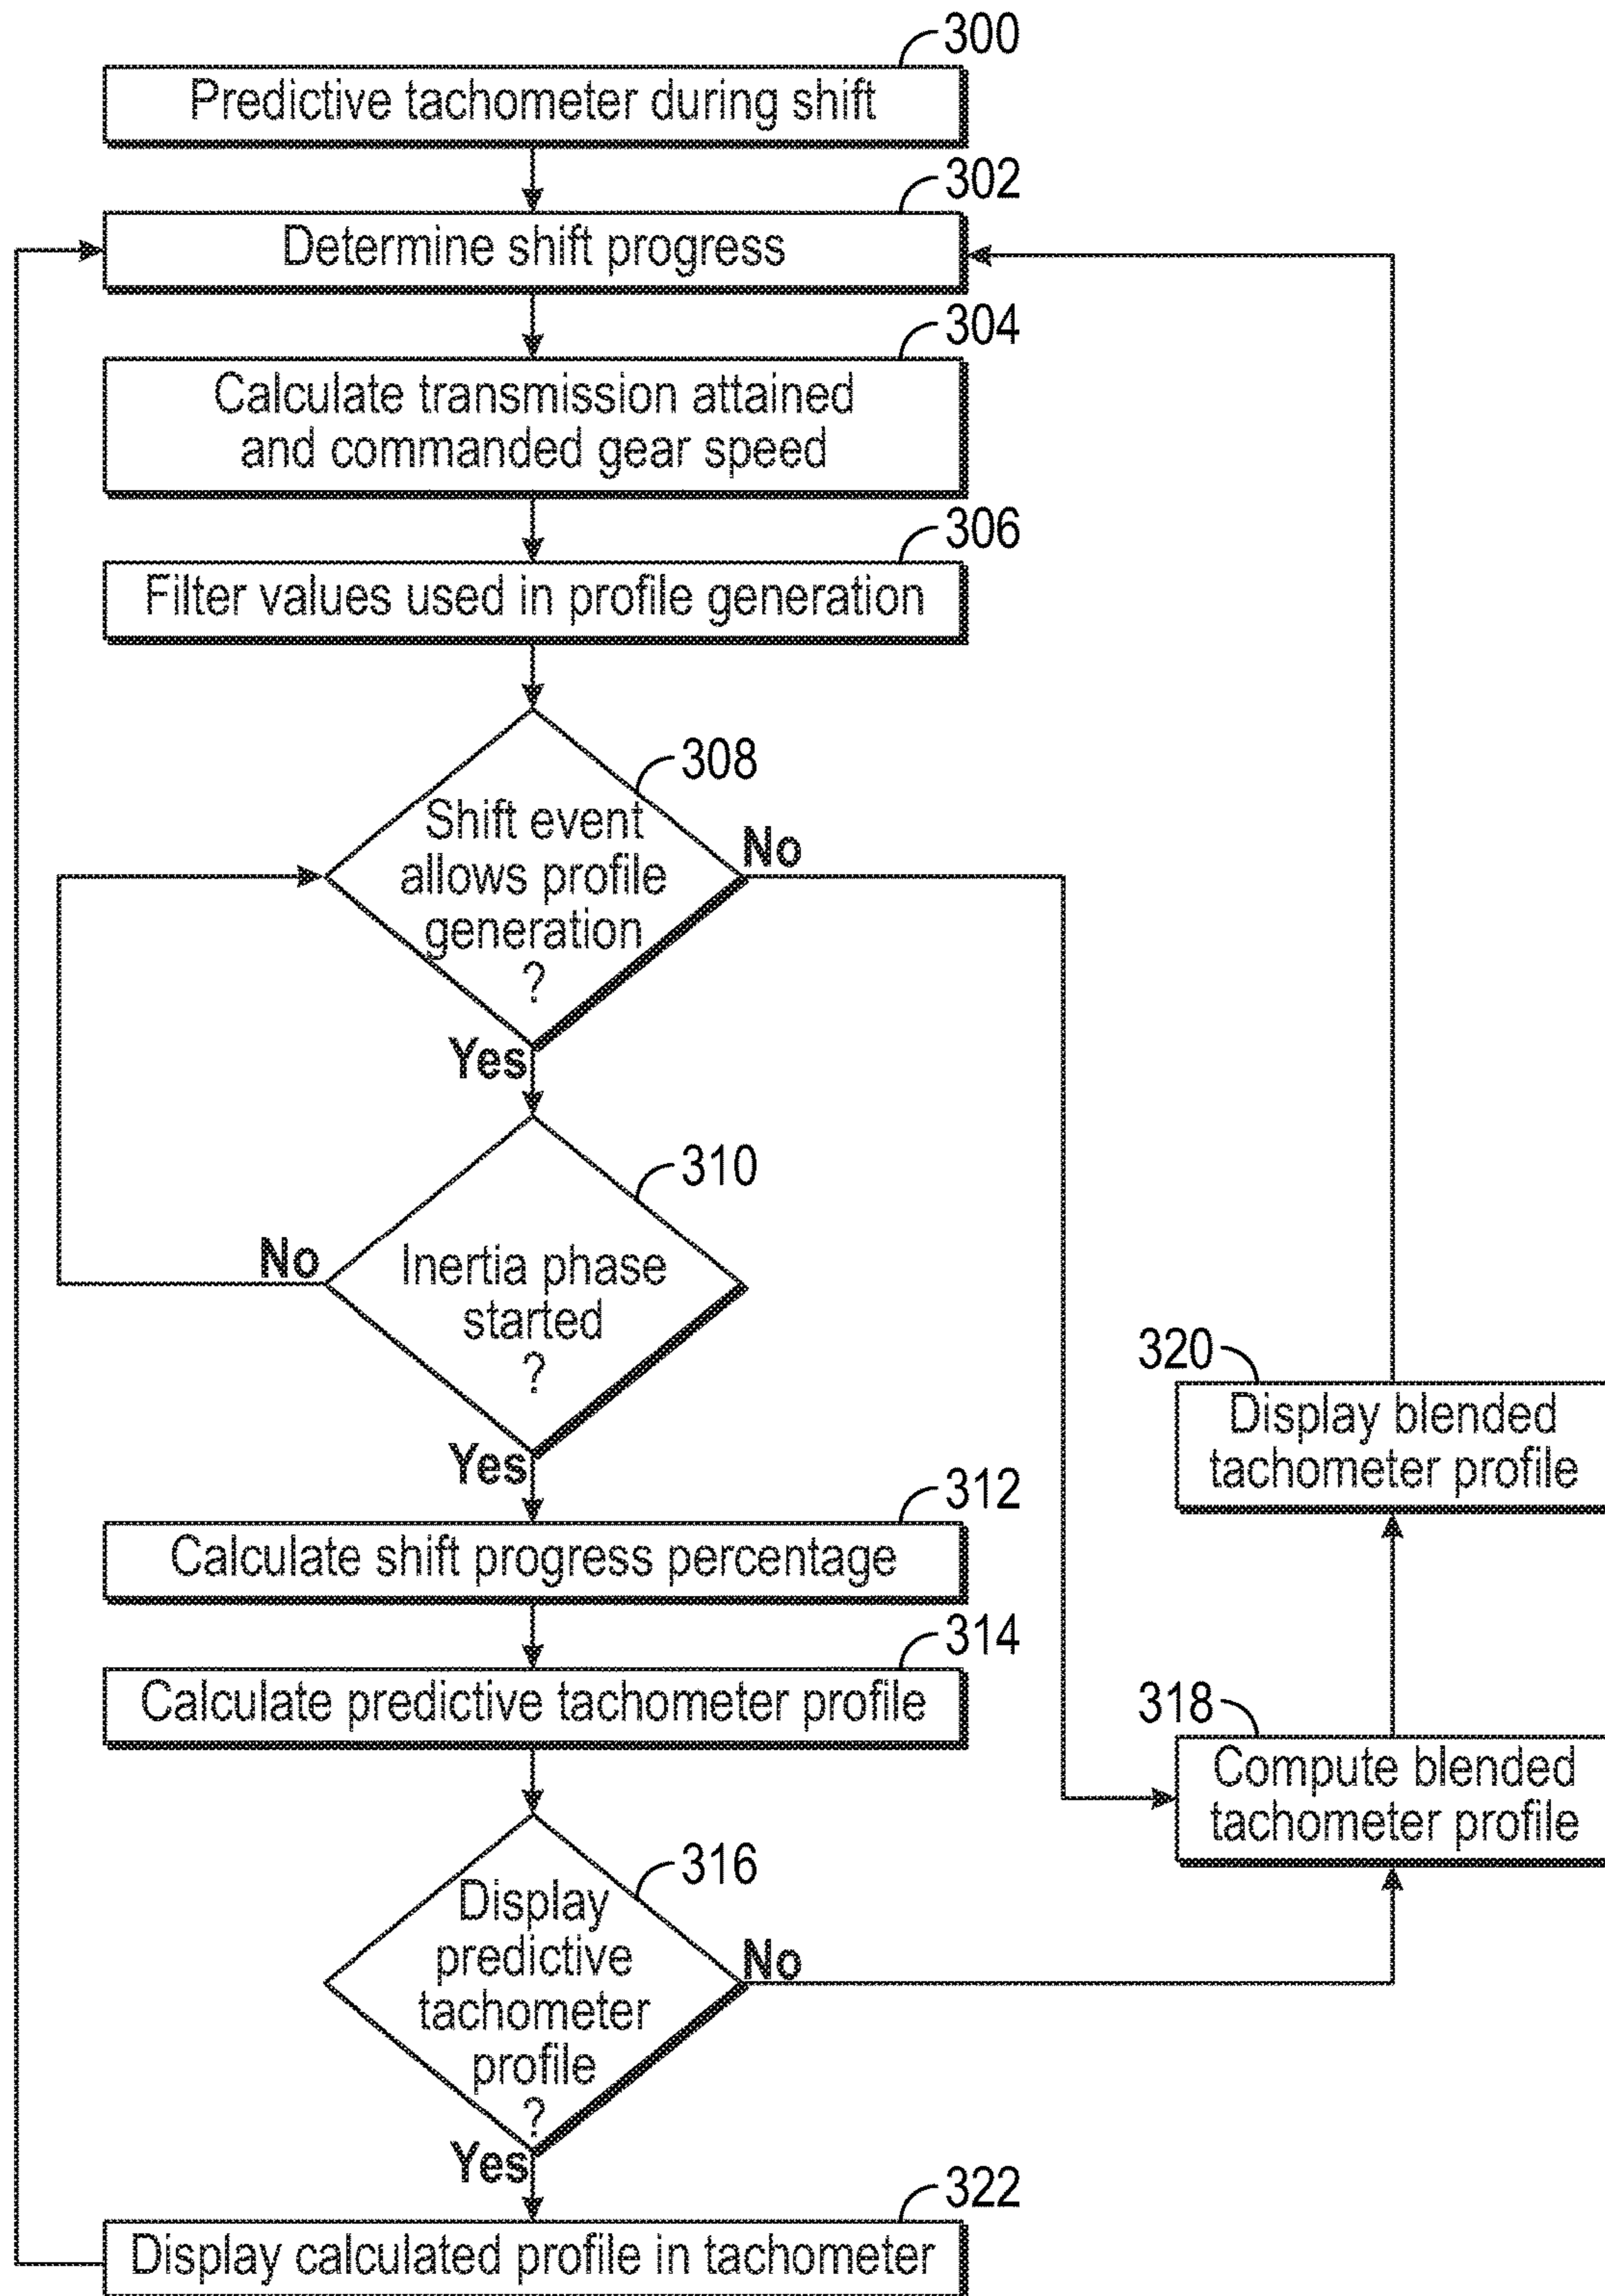 300
Predictive tachometer during shift
302
Determine shift progress
304
Calculate transmission attained
and commanded gear speed
306
Filter values used in profile generation
308
Shift event
allows profile
generation
?
No
Yes
310
Inertia phase
started
?
No
Yes
312
Calculate shift progress percentage
314
Calculate predictive tachometer profile
316
Display
predictive
tachometer
profile
?
No
Yes
318
Compute blended
tachometer profile
320
Display blended
tachometer profile
322
Display calculated profile in tachometer